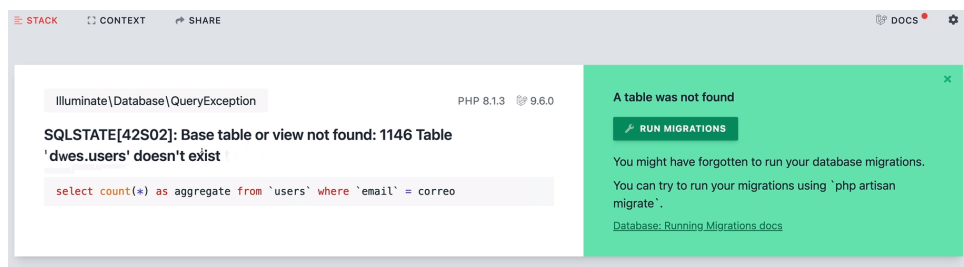 STACK CONTEXT SHARE DOCS
Illuminate\Database\QueryException PHP 8.1.3 9.6.0
SQLSTATE[42S02]: Base table or view not found: 1146 Table
'dwes.users' doesn't exist
select count(*) as aggregate from `users` where `email` = correo
A table was not found
RUN MIGRATIONS
You might have forgotten to run your database migrations.
You can try to run your migrations using `php artisan
migrate`.
Database: Running Migrations docs